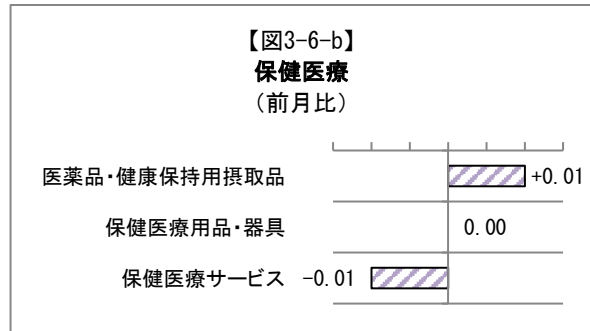 【図3-6-b】
保健医療
（前月比）
医薬品・健康保持用摂取品 +0.01
保健医療用品・器具 0.00
保健医療サービス -0.01